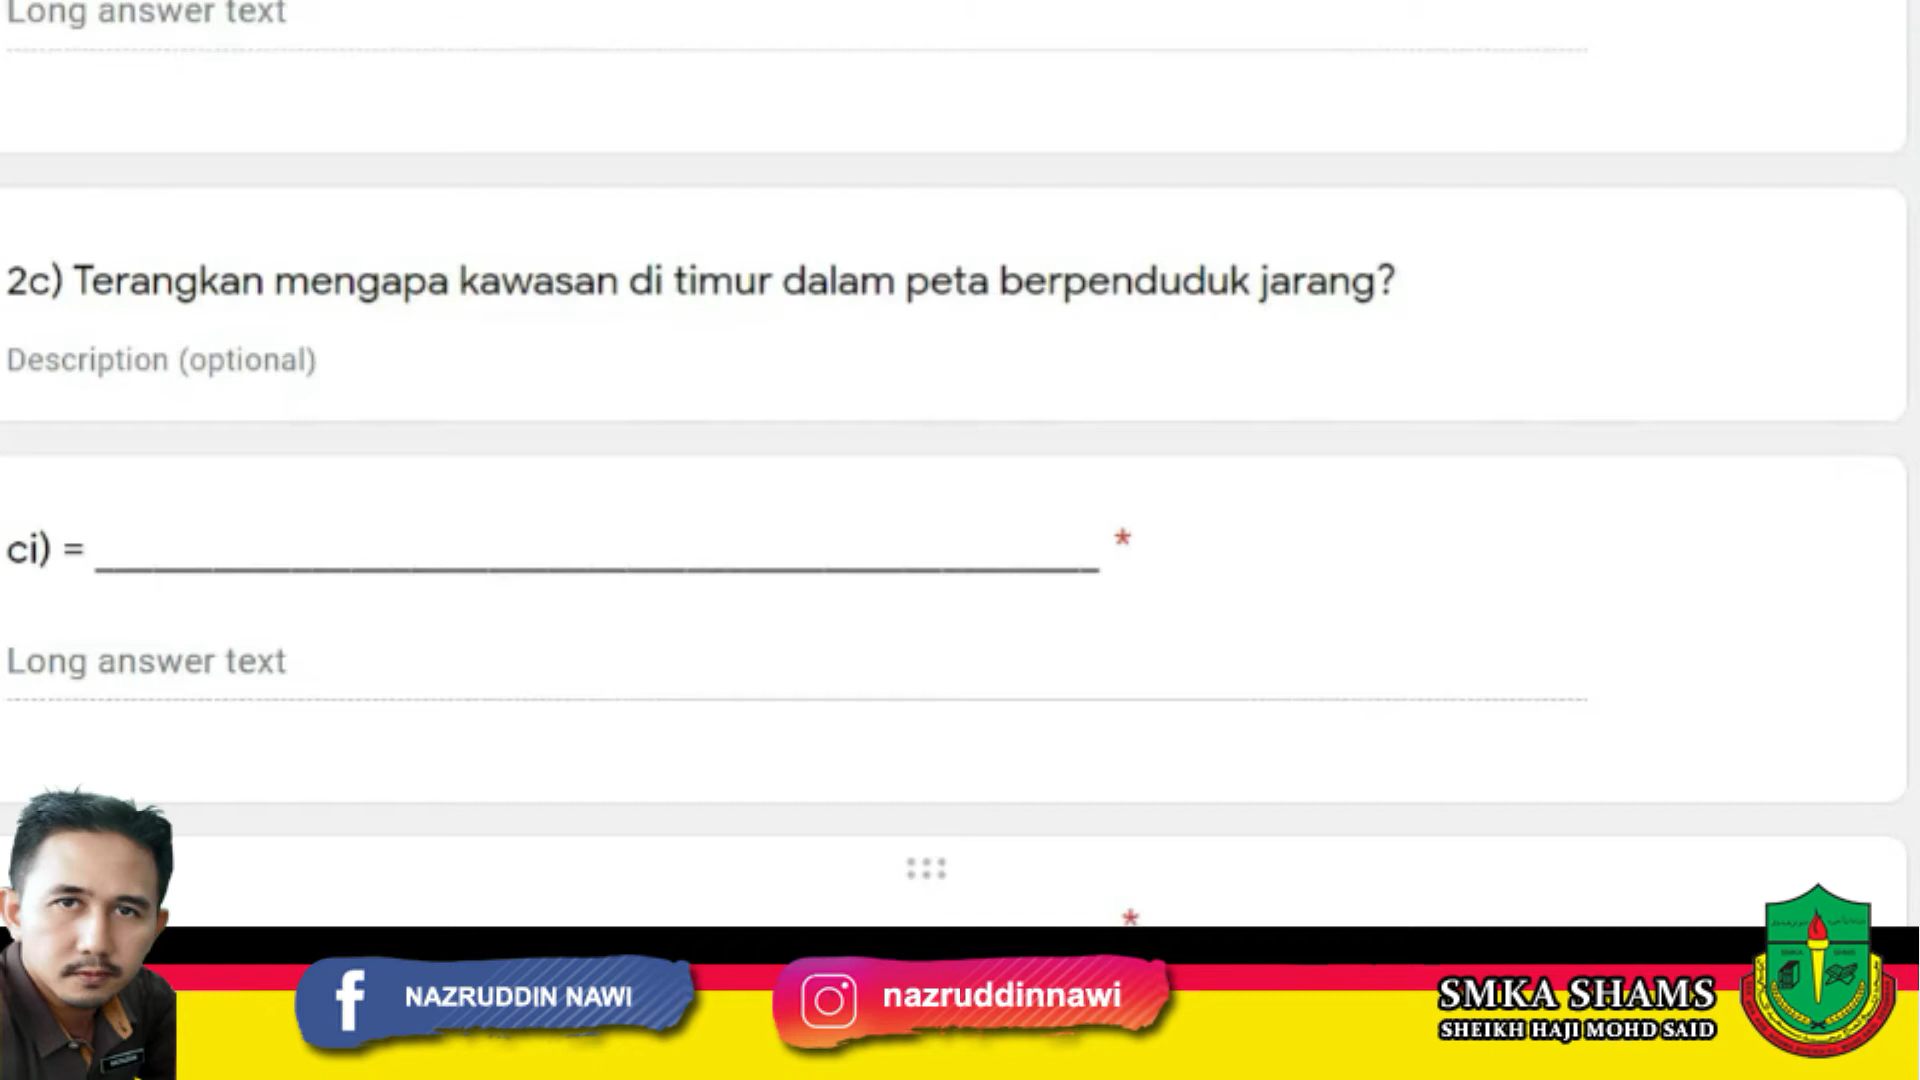 Long answer text
2c) Terangkan mengapa kawasan di timur dalam peta berpenduduk jarang?
Description (optional)
ci) = ____________________ *
Long answer text
*
NAZRUDDIN NAWI
nazruddinnawi
SMKA SHAMS
SHEIKH HAJI MOHD SAID